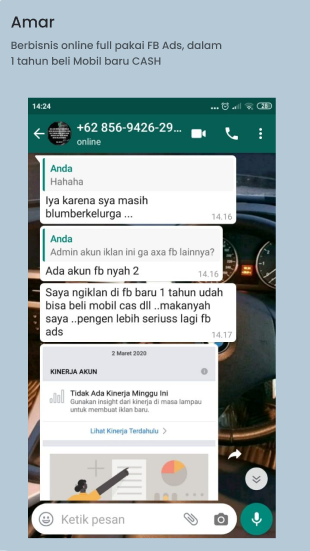 Amar
Berbisnis online full pakai FB Ads, dalam
1 tahun beli Mobil baru CASH
14:24
28
+62 856-9426-29...
online
Anda
Hahaha
Iya karena sya masih
blumberkelurga ...
14.16
Anda
Admin akun iklan ini ga axa fb lainnya?
Ada akun fb nyah 2
14.16
Saya ngiklan di fb baru 1 tahun udah
bisa beli mobil cas dll ..makanyah
saya ..pengen lebih seriuss lagi fb
ads
14.17
2 Maret 2020
KINERJA AKUN
Tidak Ada Kinerja Minggu Ini
Gunakan insight dari kinerja di masa lampau
untuk membuat iklan baru.
Lihat Kinerja Terdahulu >
Ketik pesan